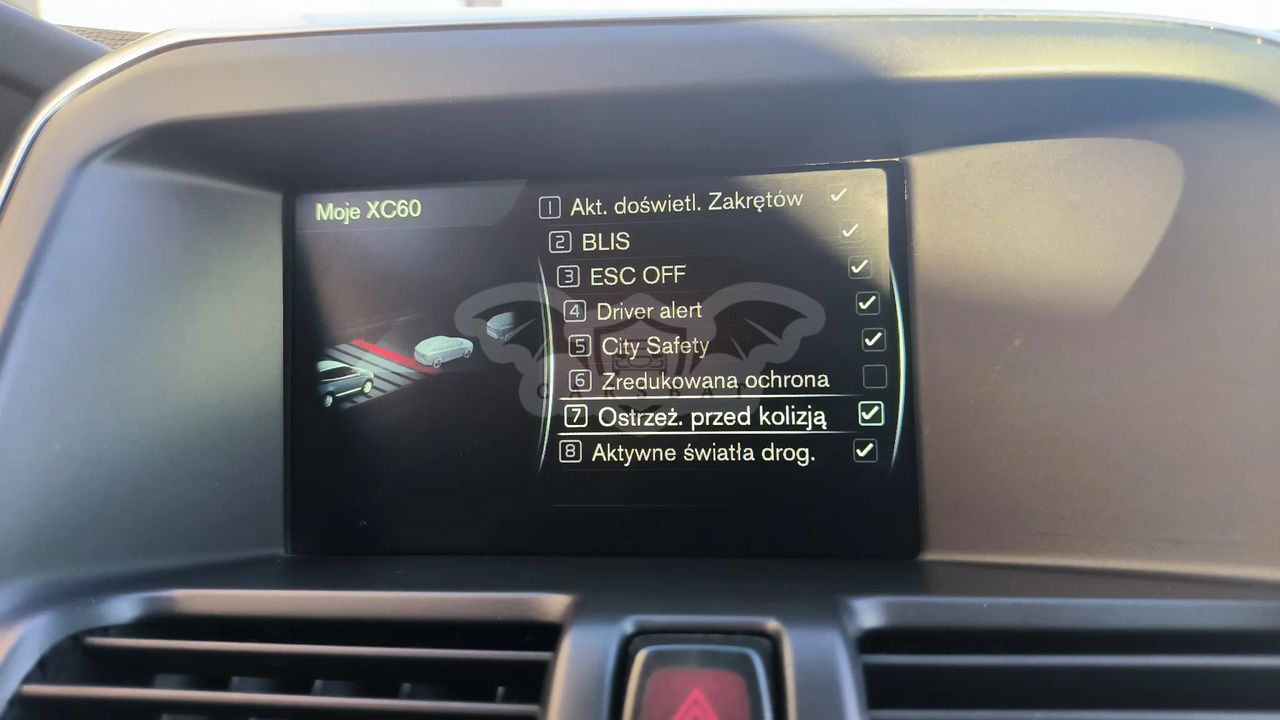 Moje XC60
1 Akt. doświetl. Zakrętów
2 BLIS
3 ESC OFF
4 Driver alert
5 City Safety
6 Zredukowana ochrona
7 Ostrzeż. przed kolizją
8 Aktywne światła drog.